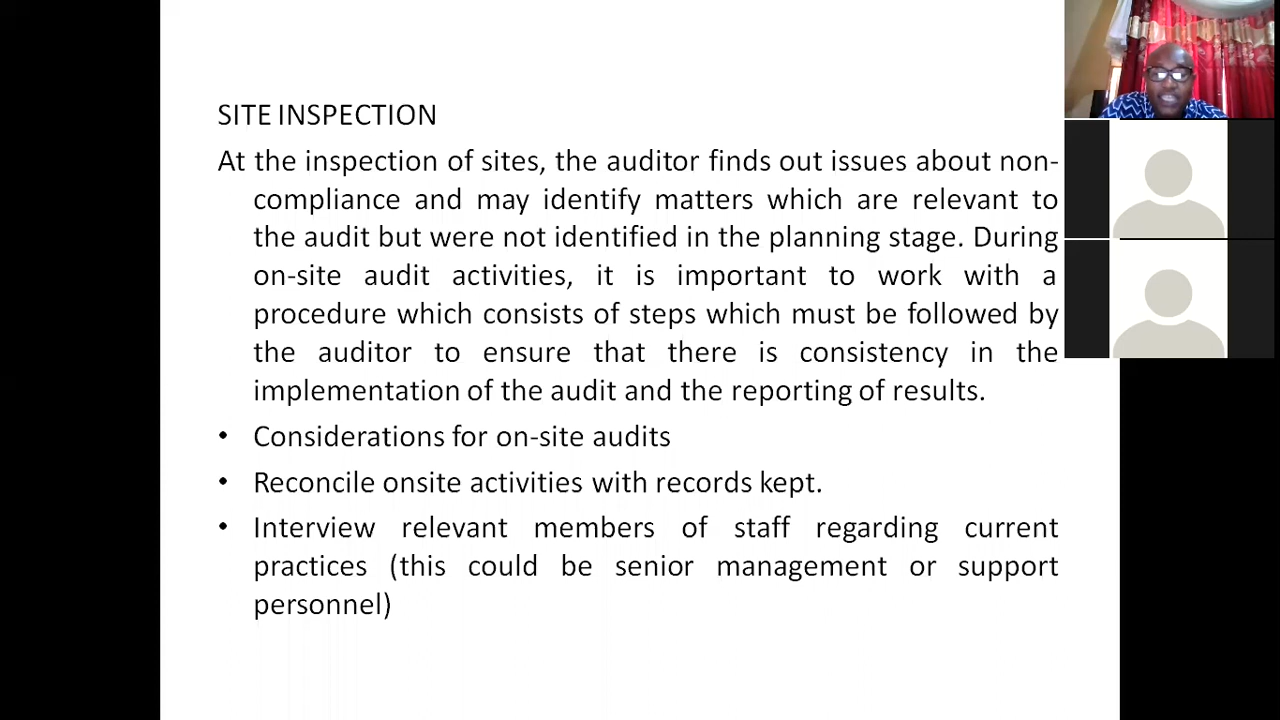 SITE INSPECTION
At the inspection of sites, the auditor finds out issues about non-
compliance and may identify matters which are relevant to
the audit but were not identified in the planning stage. During
on-site audit activities, it is important to work with a
procedure which consists of steps which must be followed by
the auditor to ensure that there is consistency in the
implementation of the audit and the reporting of results.
• Considerations for on-site audits
• Reconcile onsite activities with records kept.
• Interview relevant members of staff regarding current
practices (this could be senior management or support
personnel)